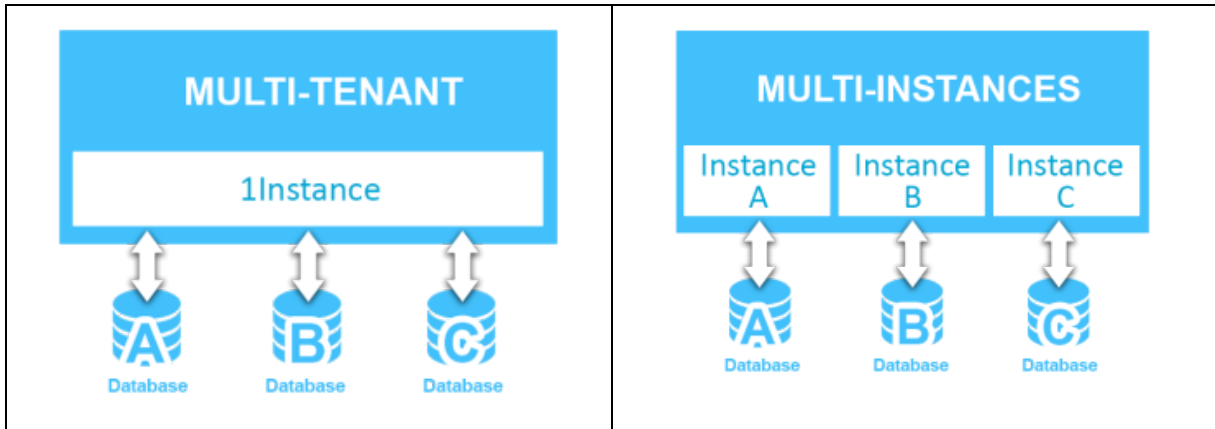 MULTI-TENANT
1Instance
A
B
C
Database
Database
Database
MULTI-INSTANCES
Instance
A
Instance
B
Instance
C
A
B
C
Database
Database
Database